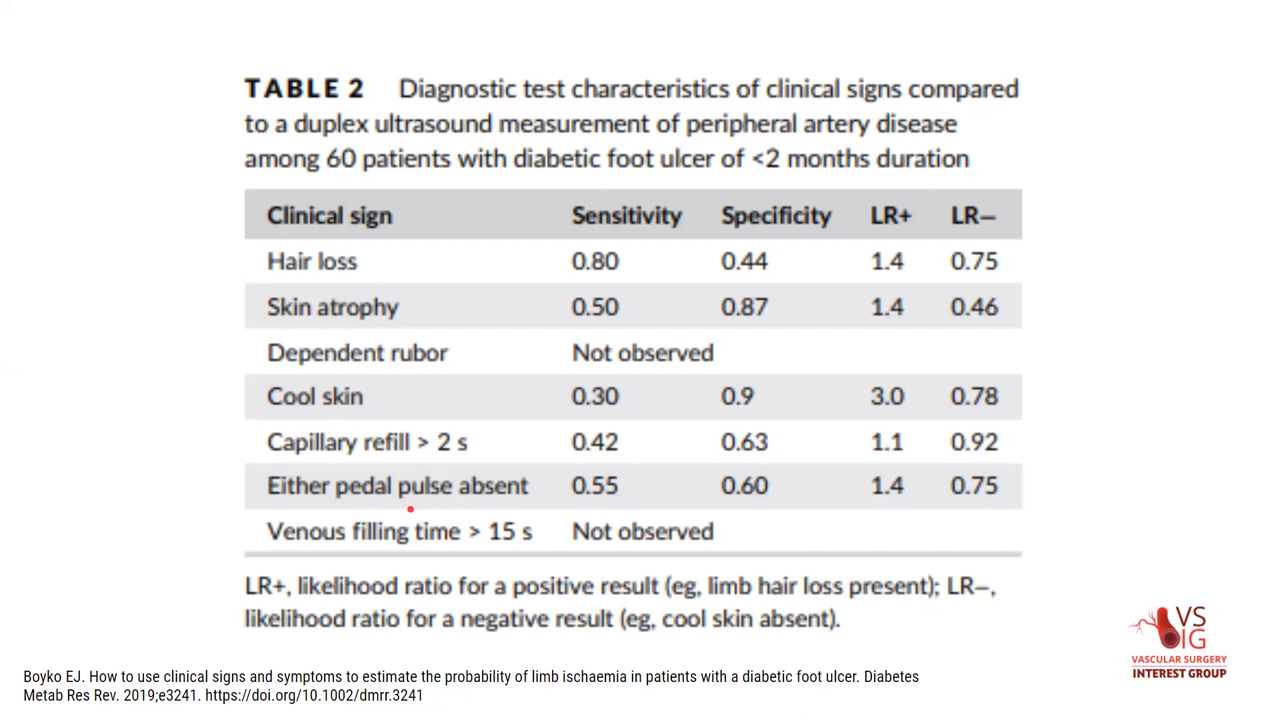 TABLE 2 Diagnostic test characteristics of clinical signs compared
to a duplex ultrasound measurement of peripheral artery disease
among 60 patients with diabetic foot ulcer of <2 months duration
Clinical sign Sensitivity Specificity LR+ LR−
Hair loss 0.80 0.44 1.4 0.75
Skin atrophy 0.50 0.87 1.4 0.46
Dependent rubor Not observed
Cool skin 0.30 0.9 3.0 0.78
Capillary refill > 2 s 0.42 0.63 1.1 0.92
Either pedal pulse absent 0.55 0.60 1.4 0.75
Venous filling time > 15 s Not observed
LR+, likelihood ratio for a positive result (eg, limb hair loss present); LR−,
likelihood ratio for a negative result (eg, cool skin absent).
VS
IG
VASCULAR SURGERY
INTEREST GROUP
Boyko EJ. How to use clinical signs and symptoms to estimate the probability of limb ischaemia in patients with a diabetic foot ulcer. Diabetes
Metab Res Rev. 2019;e3241. https://doi.org/10.1002/dmrr.3241